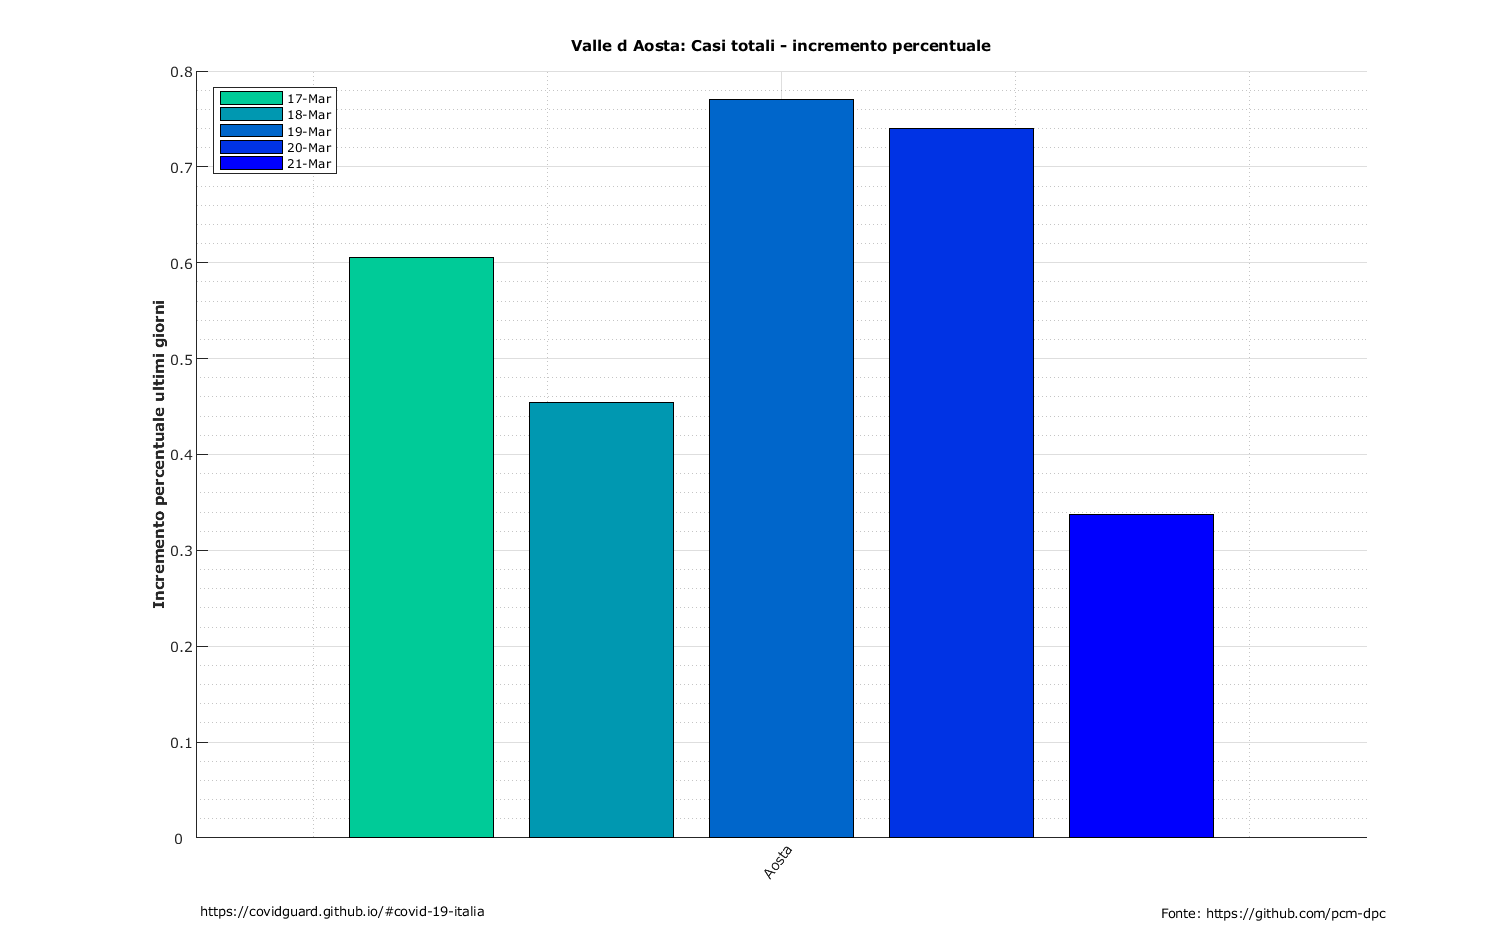 Valle d Aosta: Casi totali - incremento percentuale
17-Mar
18-Mar
19-Mar
20-Mar
21-Mar
Incremento percentuale ultimi giorni
0.8
0.7
0.6
0.5
0.4
0.3
0.2
0.1
0
Aosta
https://covidguard.github.io/#covid-19-italia
Fonte: https://github.com/pcm-dpc